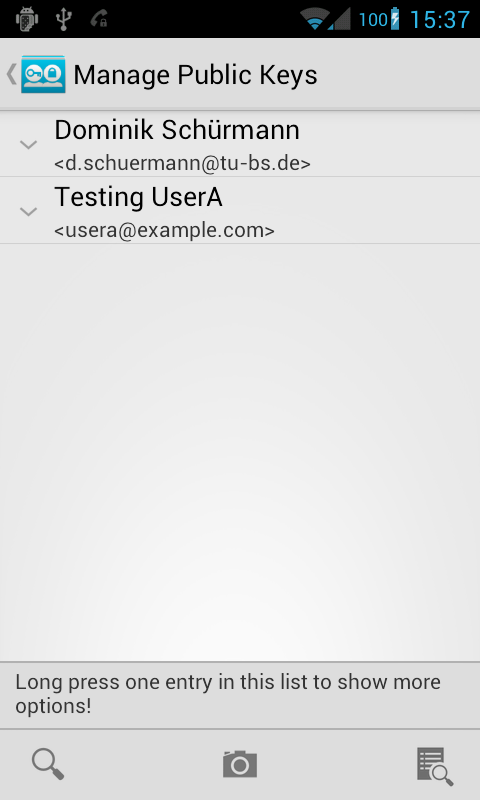 100 15:37
Manage Public Keys
Dominik Schürmann
<d.schuermann@tu-bs.de>
Testing UserA
<usera@example.com>
Long press one entry in this list to show more
options!